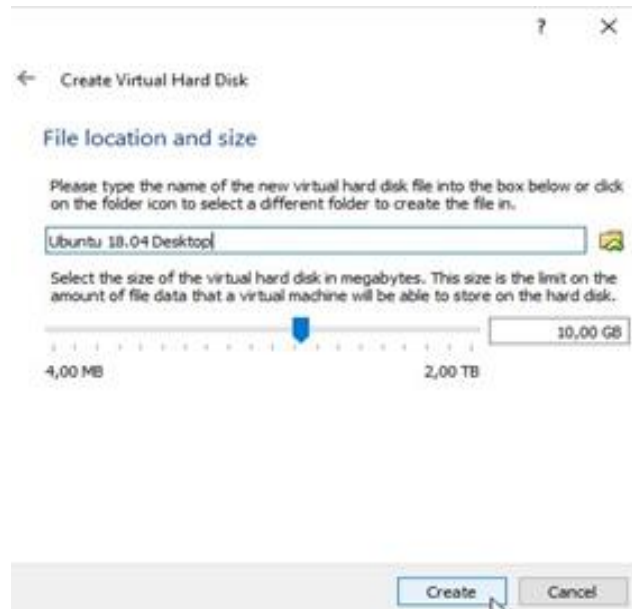 ?
Create Virtual Hard Disk
File location and size
Please type the name of the new virtual hard disk file into the box below or click
on the folder icon to select a different folder to create the file in.
Ubuntu 18.04 Desktop
Select the size of the virtual hard disk in megabytes. This size is the limit on the
amount of file data that a virtual machine will be able to store on the hard disk.
10,00 GB
4,00 MB 2,00 TB
Create Cancel